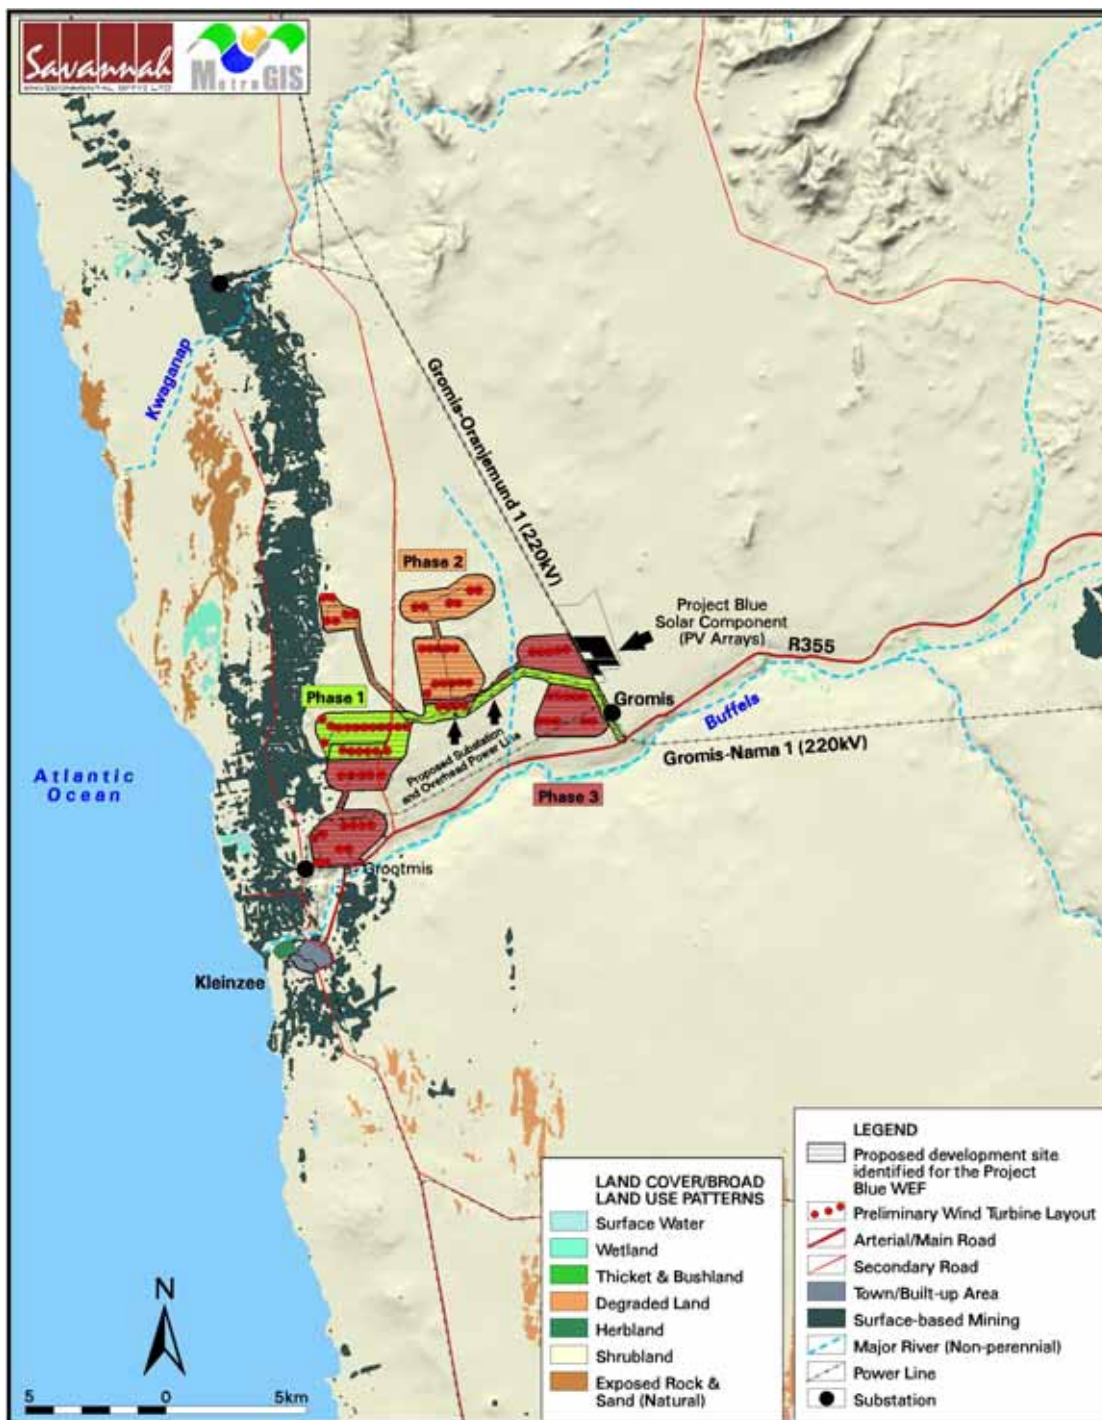 Savannah
ENVIRONMENTAL (PTY) LTD
MetroGIS
Kwaganap
Gromis-Oranjemund 1 (220kV)
Phase 2
Project Blue
Solar Component
(PV Arrays)
R355
Phase 1
Gromis
Buffels
Proposed Substation
and Overhead Power Line
Gromis-Nama 1 (220kV)
Atlantic
Ocean
Phase 3
Grootmis
Kleinzee
LAND COVER/BROAD
LAND USE PATTERNS
Surface Water
Wetland
Thicket & Bushland
Degraded Land
Herbland
Shrubland
Exposed Rock &
Sand (Natural)
LEGEND
Proposed development site
identified for the Project
Blue WEF
Preliminary Wind Turbine Layout
Arterial/Main Road
Secondary Road
Town/Built-up Area
Surface-based Mining
Major River (Non-perennial)
Power Line
Substation
N
5 0 5km